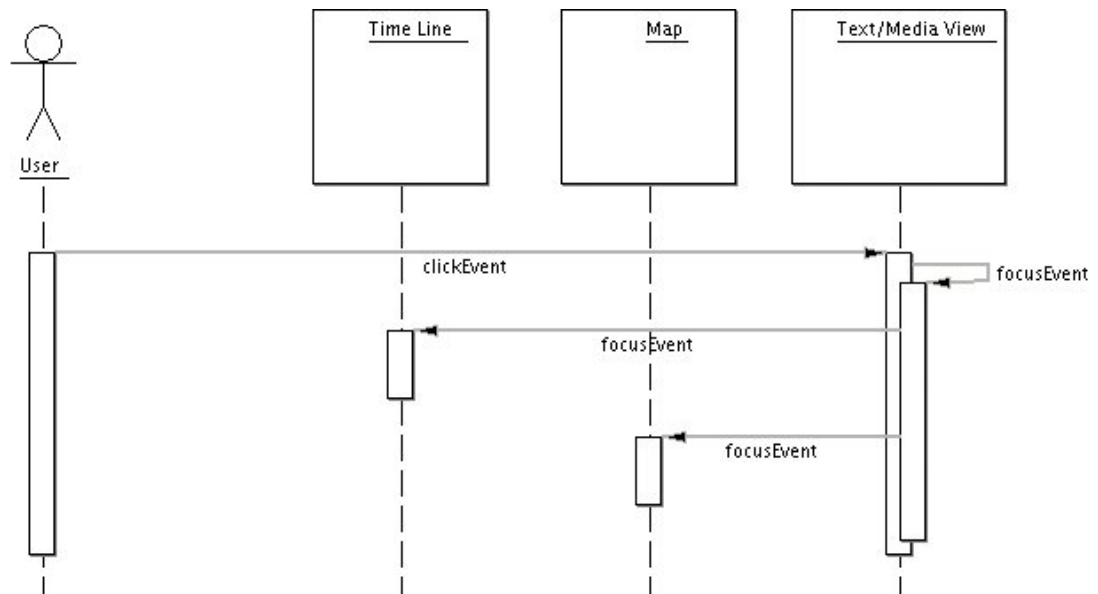 Time Line
Map
Text/Media View
User
clickEvent
focusEvent
focusEvent
focusEvent